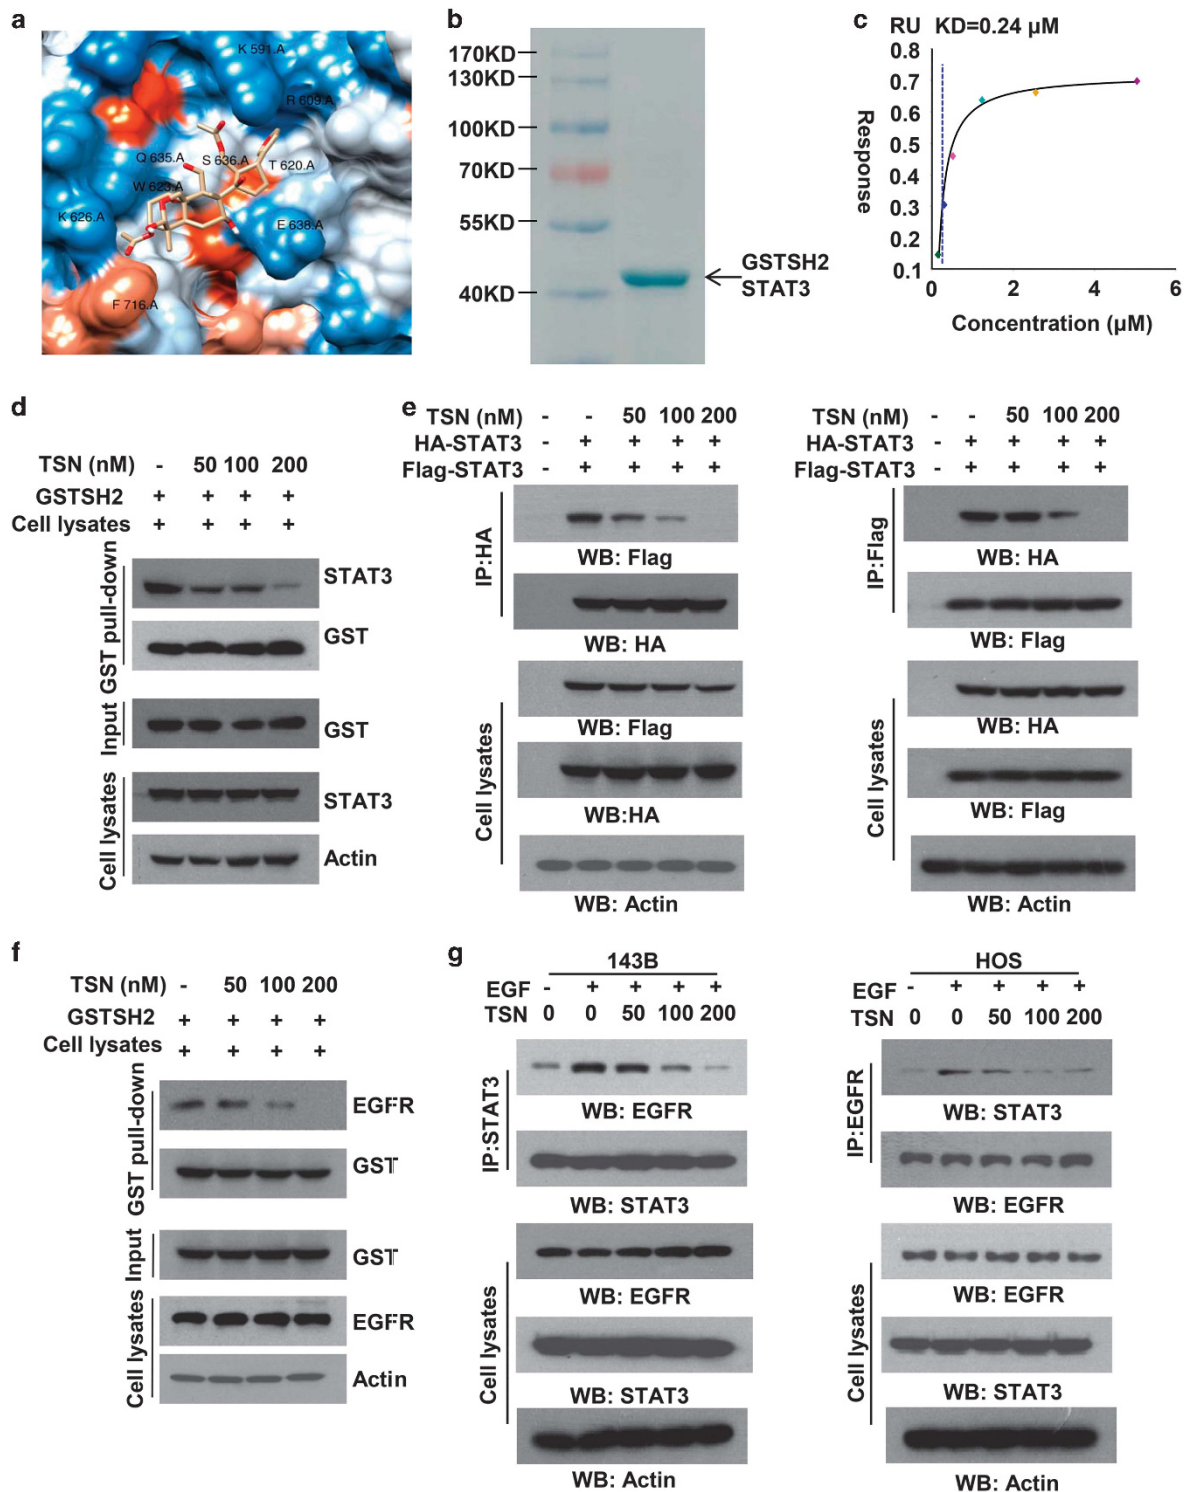 a
K 591.A
R 609.A
Q 635.A
S 636.A
T 620.A
W 623.A
K 626.A
E 638.A
F 716.A
b
170KD
130KD
100KD
70KD
55KD
40KD
GSTSH2
STAT3
c
RU KD=0.24 µM
0.8
0.7
0.6
0.5
0.4
0.3
0.2
0.1
Response
0 2 4 6
Concentration (µM)
d
TSN (nM) - 50 100 200
GSTSH2 + + + +
Cell lysates + + + +
GST pull-down
STAT3
GST
Input
GST
Cell lysates
STAT3
Actin
e
TSN (nM) - - 50 100 200
HA-STAT3 - + + + +
Flag-STAT3 - + + + +
IP:HA
WB: Flag
WB: HA
Cell lysates
WB: Flag
WB:HA
WB: Actin
TSN (nM) - - 50 100 200
HA-STAT3 - + + + +
Flag-STAT3 - + + + +
IP:Flag
WB: HA
WB: Flag
Cell lysates
WB: HA
WB: Flag
WB: Actin
f
TSN (nM) - 50 100 200
GSTSH2 + + + +
Cell lysates + + + +
GST pull-down
EGFR
GST
Input
GST
Cell lysates
EGFR
Actin
g
143B
EGF - + + + +
TSN 0 0 50 100 200
IP:STAT3
WB: EGFR
WB: STAT3
Cell lysates
WB: EGFR
WB: STAT3
WB: Actin
HOS
EGF - + + + +
TSN 0 0 50 100 200
IP:EGFR
WB: STAT3
WB: EGFR
Cell lysates
WB: EGFR
WB: STAT3
WB: Actin